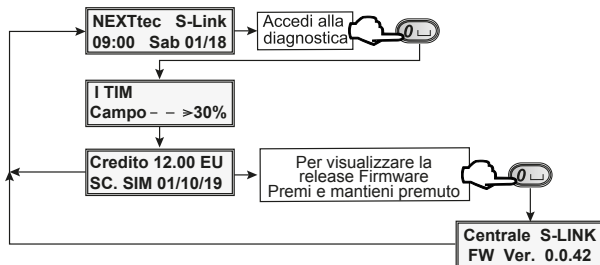 NEXTtec S-Link
09:00 Sab 01/18
Accedi alla
diagnostica
0 ⌴
I TIM
Campo – – >30%
Credito 12.00 EU
SC. SIM 01/10/19
Per visualizzare la
release Firmware
Premi e mantieni premuto
0 ⌴
Centrale S-LINK
FW Ver. 0.0.42